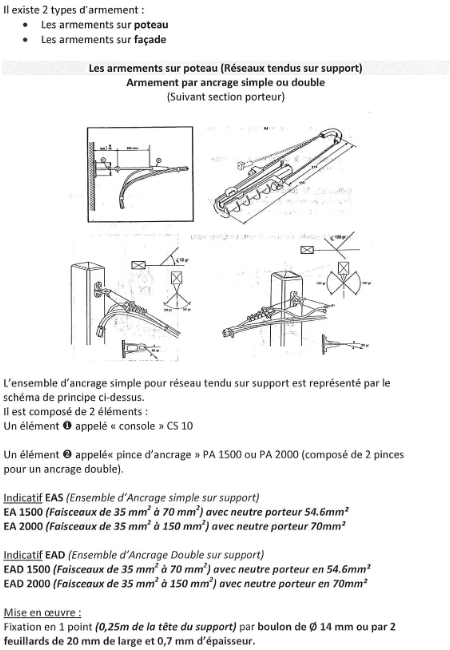 Il existe 2 types d'armement :
• Les armements sur poteau
• Les armements sur façade
Les armements sur poteau (Réseaux tendus sur support)
Armement par ancrage simple ou double
(Suivant section porteur)
L'ensemble d'ancrage simple pour réseau tendu sur support est représenté par le
schéma de principe ci-dessus.
Il est composé de 2 éléments :
Un élément ❶ appelé « console » CS 10
Un élément ❷ appelé« pince d'ancrage » PA 1500 ou PA 2000 (composé de 2 pinces
pour un ancrage double).
Indicatif EAS (Ensemble d'Ancrage simple sur support)
EA 1500 (Faisceaux de 35 mm² à 70 mm²) avec neutre porteur 54.6mm²
EA 2000 (Faisceaux de 35 mm² à 150 mm²) avec neutre porteur 70mm²
Indicatif EAD (Ensemble d'Ancrage Double sur support)
EAD 1500 (Faisceaux de 35 mm² à 70 mm²) avec neutre porteur en 54.6mm²
EAD 2000 (Faisceaux de 35 mm² à 150 mm²) avec neutre porteur en 70mm²
Mise en œuvre :
Fixation en 1 point (0,25m de la tête du support) par boulon de Ø 14 mm ou par 2
feuillards de 20 mm de large et 0,7 mm d'épaisseur.